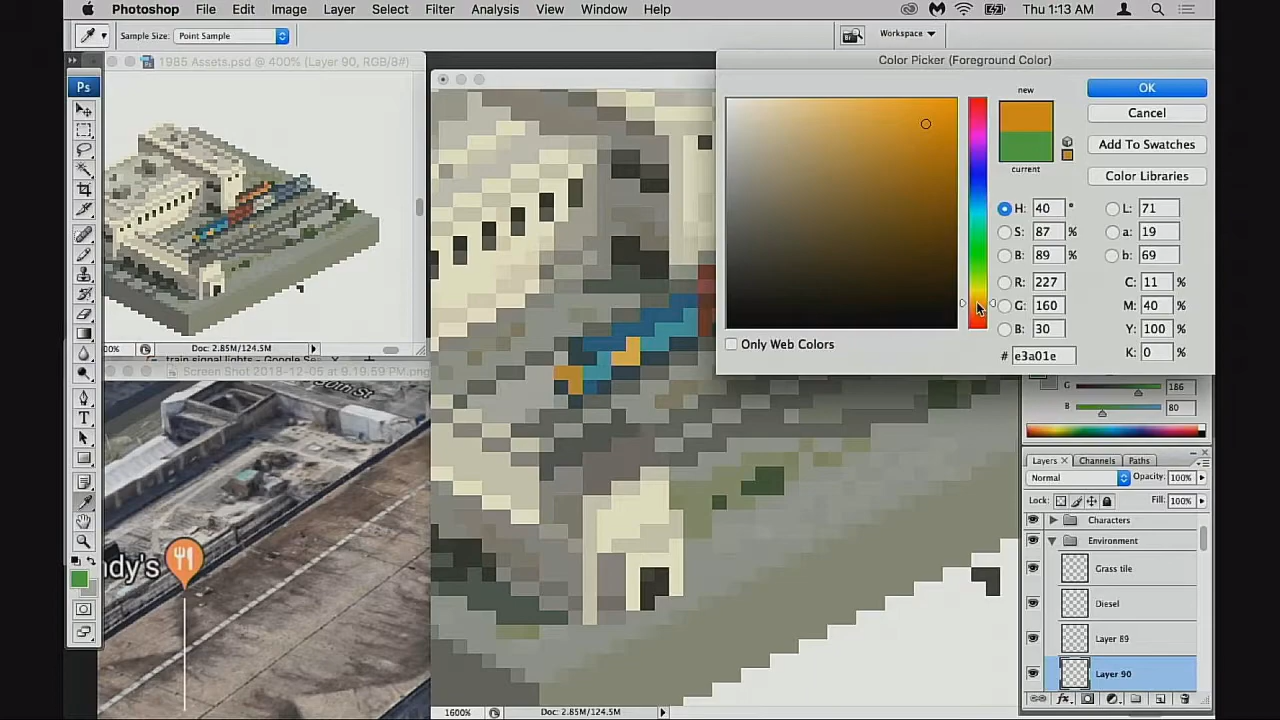 Photoshop File Edit Image Layer Select Filter Analysis View Window Help Thu 1:13 AM
Sample Size: Point Sample Workspace
1985 Assets.psd @ 400% (Layer 90, RGB/8#)
Color Picker (Foreground Color)
Ps
new
current
OK
Cancel
Add To Swatches
Color Libraries
H: 40 ° L: 71
S: 87 % a: 19
B: 89 % b: 69
R: 227 C: 11 %
G: 160 M: 40 %
B: 30 Y: 100 %
# e3a01e K: 0 %
Only Web Colors
Doc: 2.85M/124.5M
train signal lights - Google Se
Screen Shot 2018-12-05 at 9.19.59 PM.png
G 186
B 80
Layers Channels Paths
Normal Opacity: 100%
Lock: Fill: 100%
Characters
Environment
Grass tile
Diesel
Layer 89
Layer 90
ndy's
1600% Doc: 2.85M/124.5M